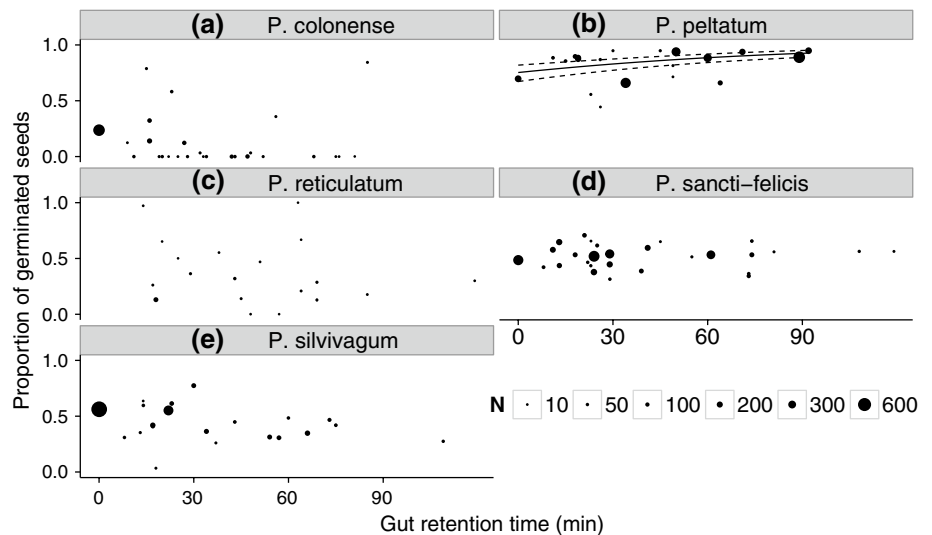 (a) P. colonense
(b) P. peltatum
1.0
0.5
0.0
(c) P. reticulatum
(d) P. sancti−felicis
1.0
0.5
0.0
0 30 60 90
(e) P. silvivagum
1.0
0.5
0.0
0 30 60 90
N 10 50 100 200 300 600
Proportion of germinated seeds
Gut retention time (min)